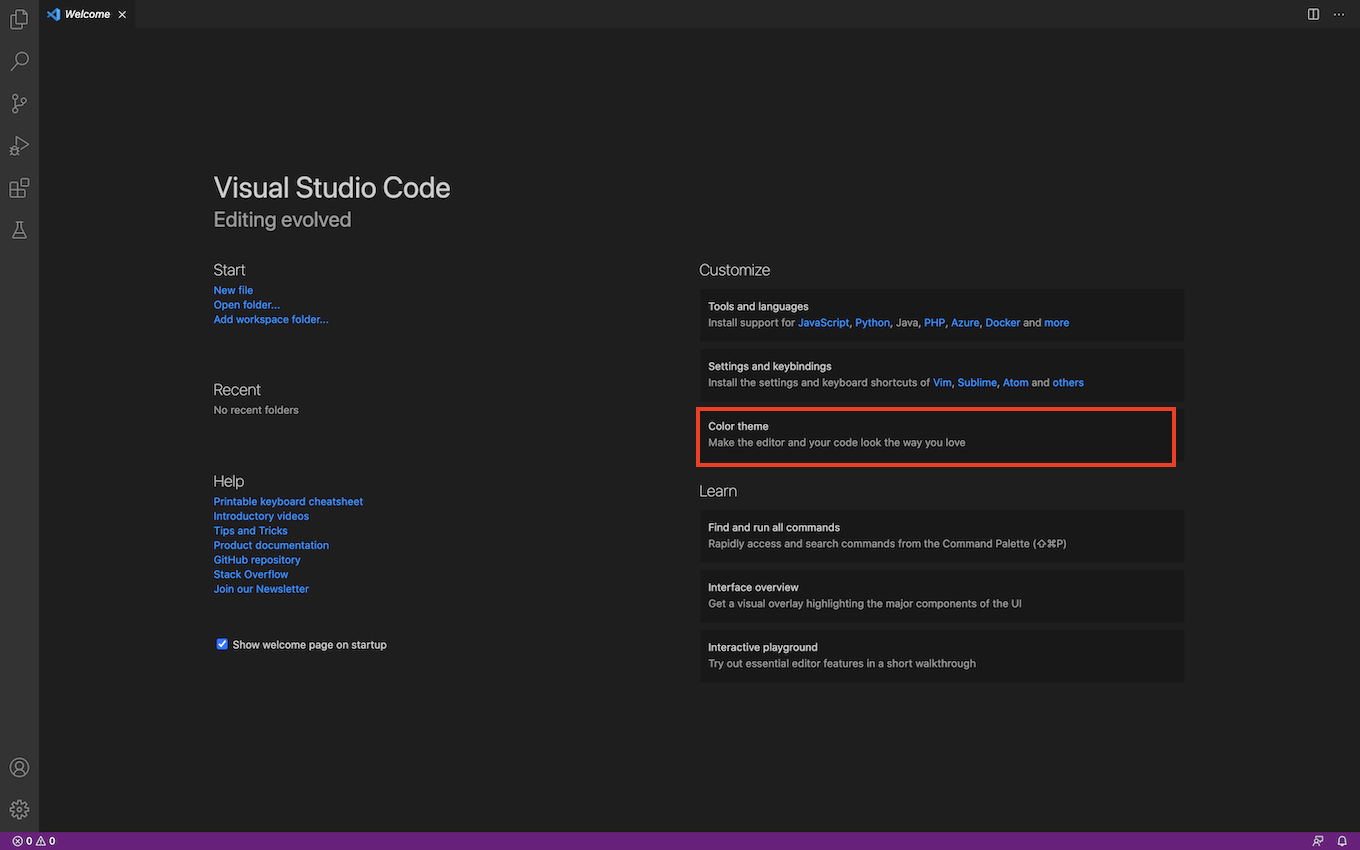 Welcome
Visual Studio Code
Editing evolved
Start
New file
Open folder...
Add workspace folder...
Recent
No recent folders
Help
Printable keyboard cheatsheet
Introductory videos
Tips and Tricks
Product documentation
GitHub repository
Stack Overflow
Join our Newsletter
Show welcome page on startup
Customize
Tools and languages
Install support for JavaScript, Python, Java, PHP, Azure, Docker and more
Settings and keybindings
Install the settings and keyboard shortcuts of Vim, Sublime, Atom and others
Color theme
Make the editor and your code look the way you love
Learn
Find and run all commands
Rapidly access and search commands from the Command Palette (⇧⌘P)
Interface overview
Get a visual overlay highlighting the major components of the UI
Interactive playground
Try out essential editor features in a short walkthrough
0 0